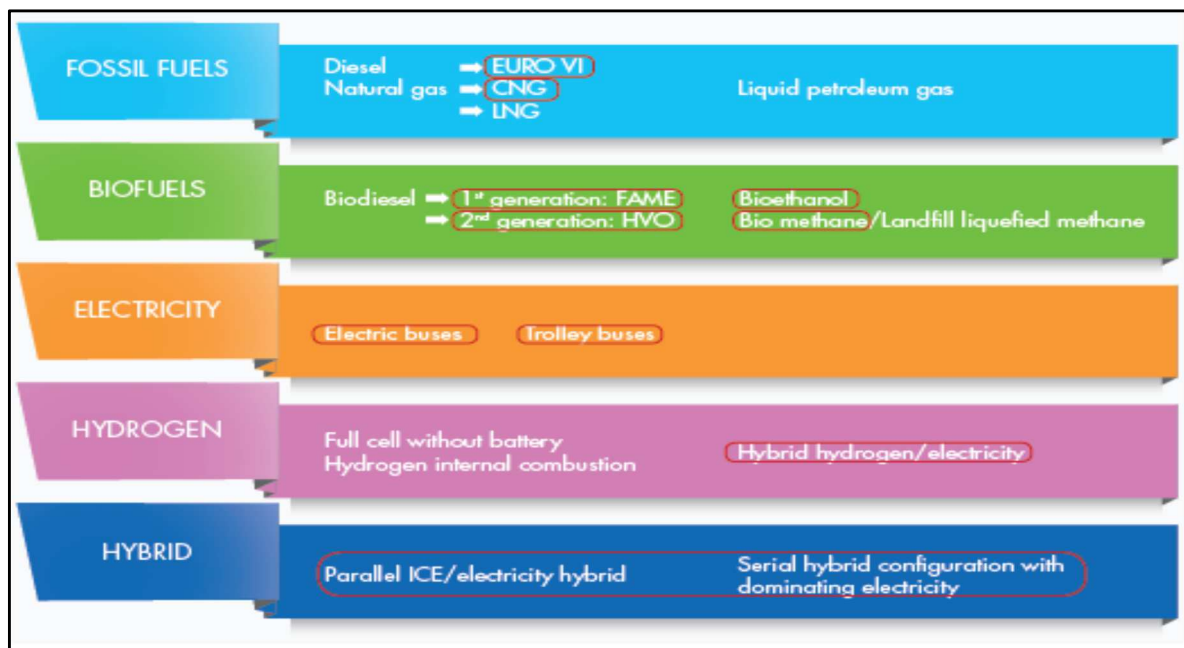 FOSSIL FUELS
Diesel ➡ EURO VI
Natural gas ➡ CNG
➡ LNG
Liquid petroleum gas
BIOFUELS
Biodiesel ➡ 1st generation: FAME
➡ 2nd generation: HVO
Bioethanol
Bio methane/Landfill liquefied methane
ELECTRICITY
Electric buses
Trolley buses
HYDROGEN
Full cell without battery
Hydrogen internal combustion
Hybrid hydrogen/electricity
HYBRID
Parallel ICE/electricity hybrid
Serial hybrid configuration with
dominating electricity